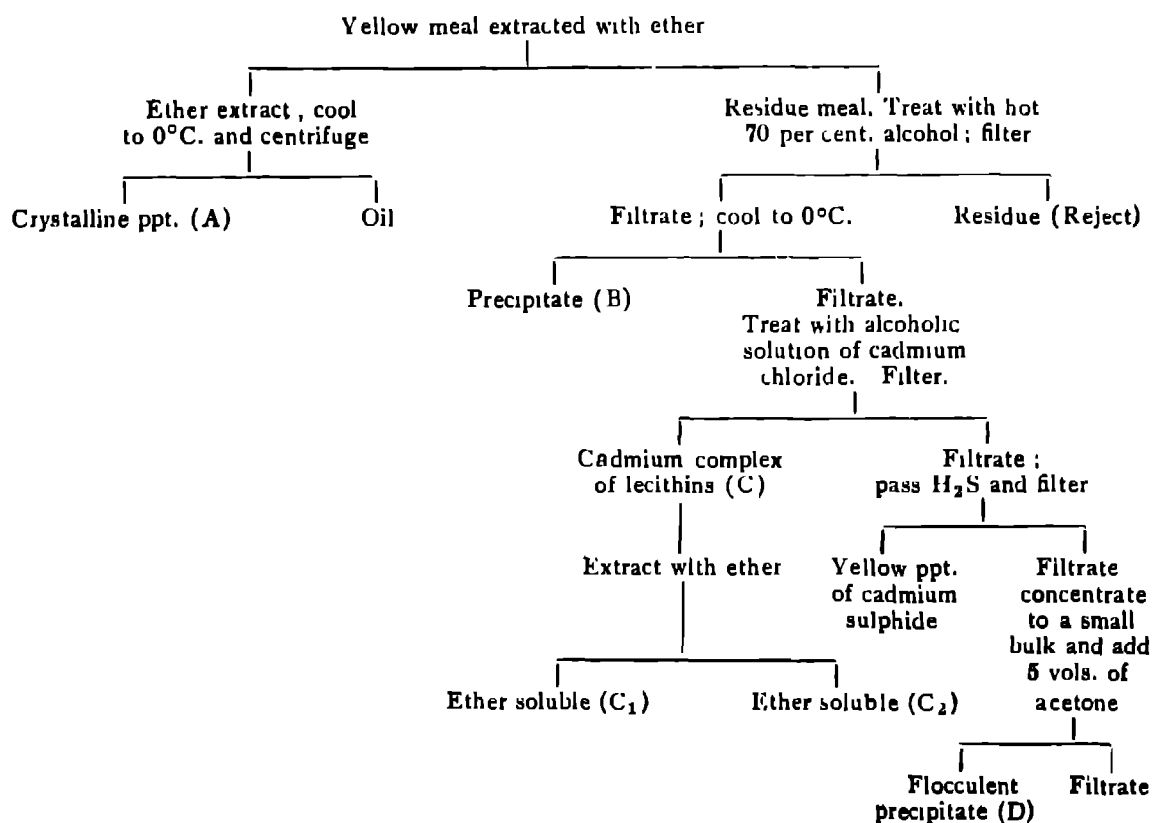 Yellow meal extracted with ether
Ether extract, cool
to 0°C. and centrifuge
Residue meal. Treat with hot
70 per cent. alcohol; filter
Crystalline ppt. (A)
Oil
Filtrate; cool to 0°C.
Residue (Reject)
Precipitate (B)
Filtrate.
Treat with alcoholic
solution of cadmium
chloride. Filter.
Cadmium complex
of lecithins (C)
Filtrate;
pass H₂S and filter
Extract with ether
Yellow ppt.
of cadmium
sulphide
Filtrate
concentrate
to a small
bulk and add
5 vols. of
acetone
Ether soluble (C₁)
Ether soluble (C₂)
Flocculent
precipitate (D)
Filtrate